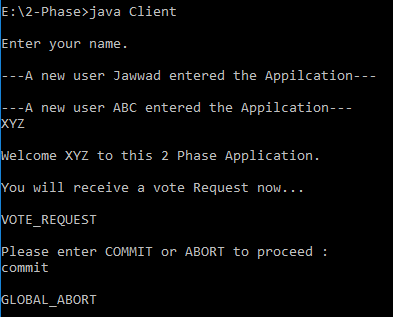 E:\2-Phase>java Client
Enter your name.
---A new user Jawwad entered the Appilcation---
---A new user ABC entered the Appilcation---
XYZ
Welcome XYZ to this 2 Phase Application.
You will receive a vote Request now...
VOTE_REQUEST
Please enter COMMIT or ABORT to proceed :
commit
GLOBAL_ABORT